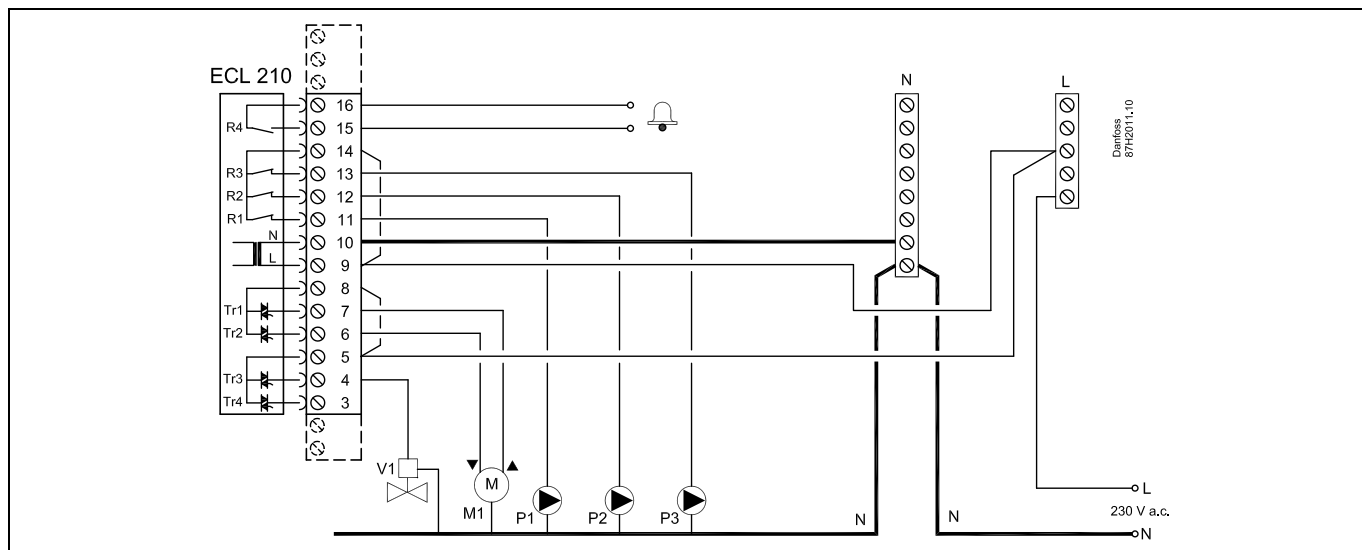 N
L
ECL 210
16
R4
15
14
R3
13
R2
12
R1
11
N
10
L
9
8
Tr1
7
Tr2
6
5
Tr3
4
Tr4
3
Danfoss
87H2011.10
V1
M
M1
P1
P2
P3
N
N
L
230 V a.c.
N